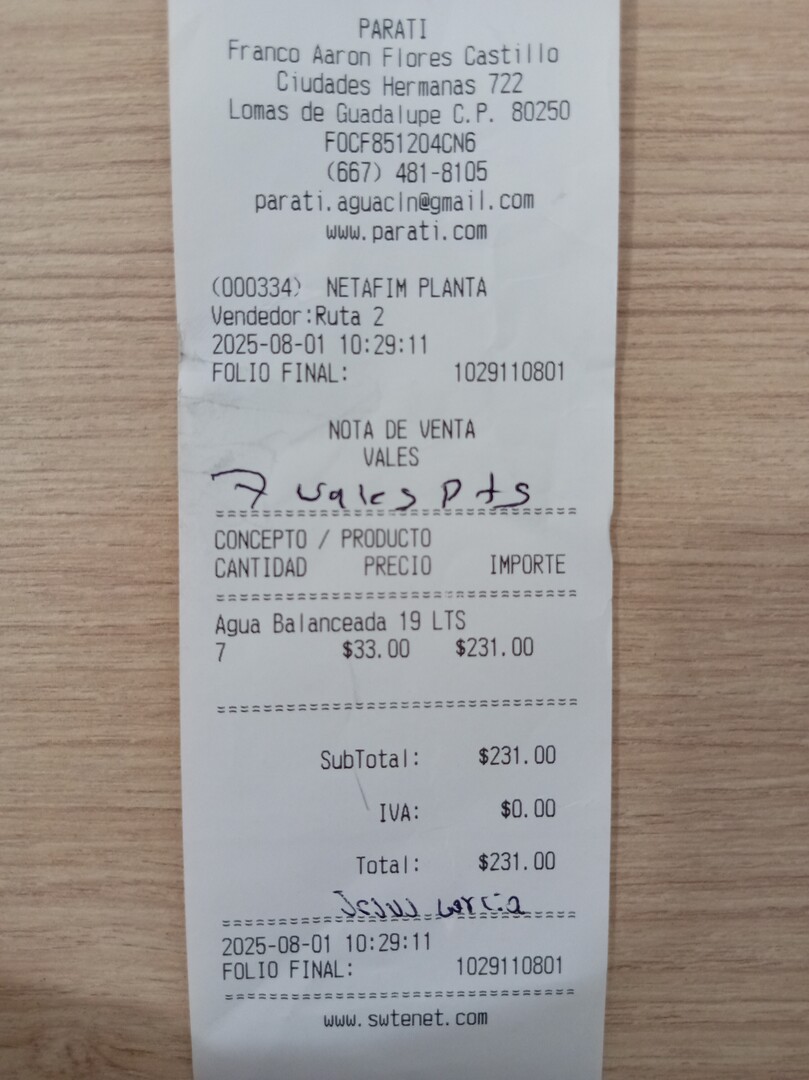 PARATI
Franco Aaron Flores Castillo
Ciudades Hermanas 722
Lomas de Guadalupe C.P. 80250
FOCF851204CN6
(667) 481-8105
parati.aguacln@gmail.com
www.parati.com
(000334) NETAFIM PLANTA
Vendedor:Ruta 2
2025-08-01 10:29:11
FOLIO FINAL: 1029110801
NOTA DE VENTA
VALES
7 vales Pts
===============================
CONCEPTO / PRODUCTO
CANTIDAD PRECIO IMPORTE
===============================
Agua Balanceada 19 LTS
7 $33.00 $231.00
===============================
SubTotal: $231.00
IVA: $0.00
Total: $231.00
Garcia
===============================
2025-08-01 10:29:11
FOLIO FINAL: 1029110801
===============================
www.swtenet.com